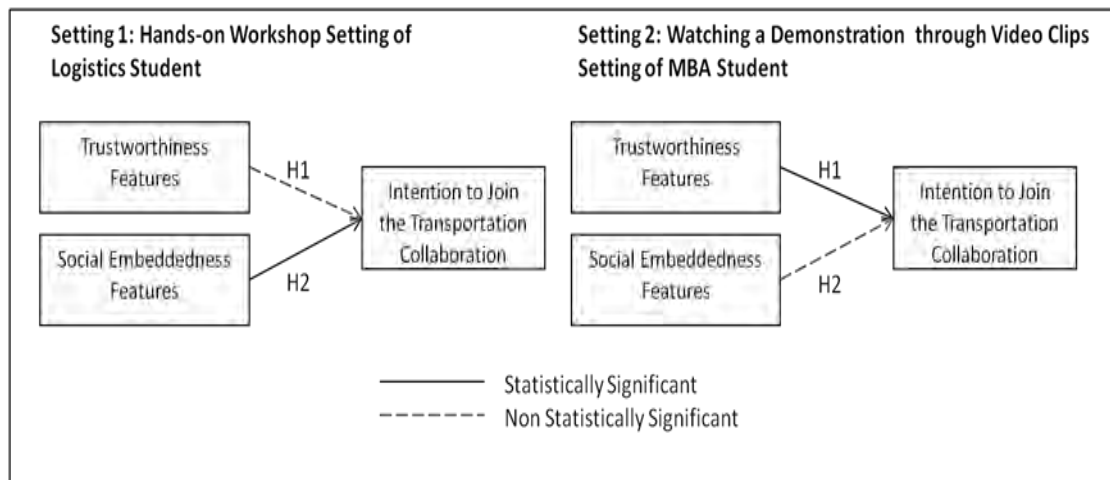 Setting 1: Hands-on Workshop Setting of
Logistics Student
Trustworthiness
Features
H1
Social Embeddedness
Features
H2
Intention to Join
the Transportation
Collaboration
Setting 2: Watching a Demonstration through Video Clips
Setting of MBA Student
Trustworthiness
Features
H1
Social Embeddedness
Features
H2
Intention to Join
the Transportation
Collaboration
Statistically Significant
Non Statistically Significant